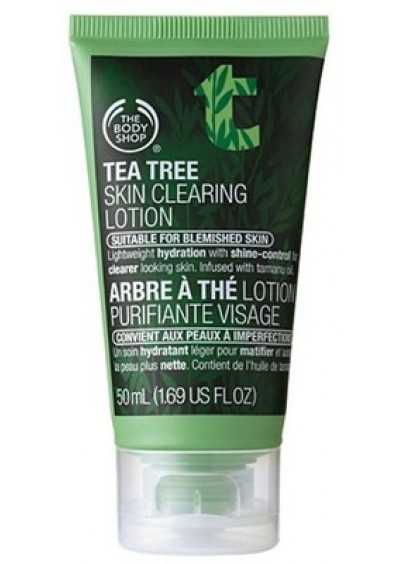 THE
BODY
SHOP
®
t
TEA TREE
SKIN CLEARING
LOTION
SUITABLE FOR BLEMISHED SKIN
Lightweight hydration with shine-control for
clearer looking skin. Infused with tamanu oil.
ARBRE À THÉ LOTION
PURIFIANTE VISAGE
CONVIENT AUX PEAUX À IMPERFECTIONS
Un soin hydratant léger pour matifier et
la peau plus nette. Contient de l'huile de
50 mL (1.69 US FL OZ)